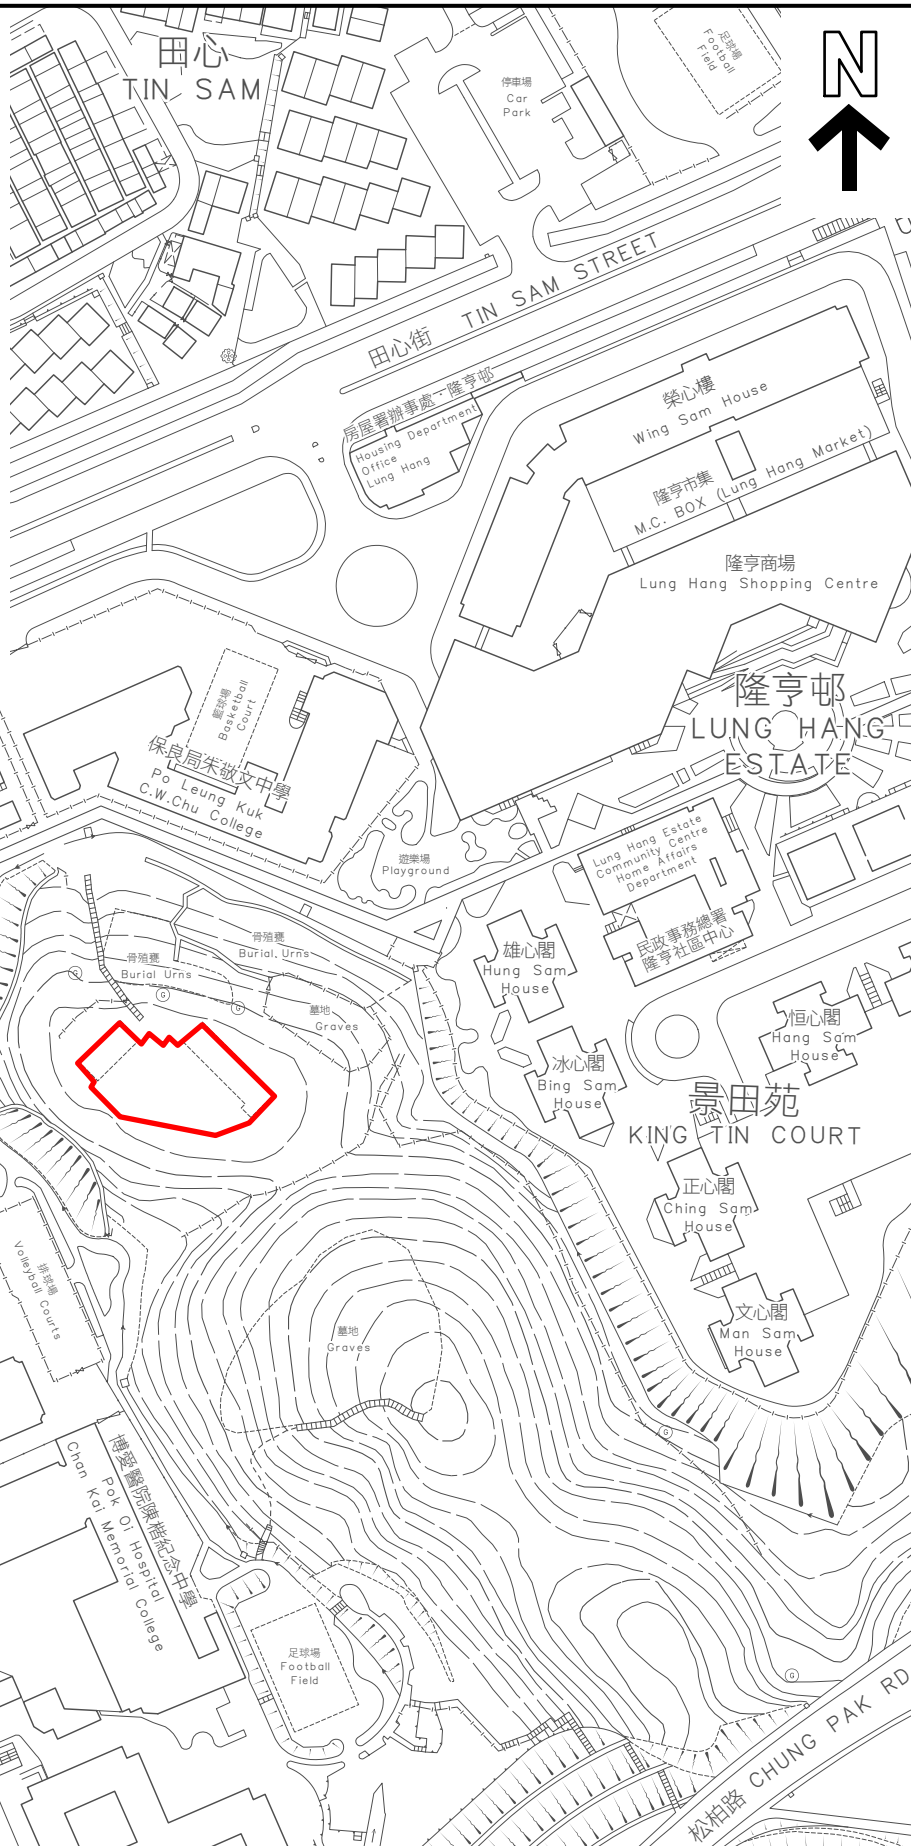 田心
TIN SAM
停車場
Car
Park
足球場
Football
Field
N
田心街 TIN SAM STREET
房屋署辦事處-隆亨邨
Housing Department
Office
Lung Hang
榮心樓
Wing Sam House
隆亨市集
M.C. BOX (Lung Hang Market)
隆亨商場
Lung Hang Shopping Centre
隆亨邨
LUNG HANG
ESTATE
籃球場
Basketball
Court
保良局朱敬文中學
Po Leung Kuk
C.W.Chu College
遊樂場
Playground
Lung Hang Estate
Community Centre
Home Affairs
Department
民政事務總署
隆亨社區中心
骨殖甕
Burial Urns
骨殖甕
Burial Urns
墓地
Graves
G
G
G
雄心閣
Hung Sam
House
冰心閣
Bing Sam
House
恒心閣
Hang Sam
House
景田苑
KING TIN COURT
正心閣
Ching Sam
House
文心閣
Man Sam
House
排球場
Volleyball Courts
墓地
Graves
G
博愛醫院陳楷紀念中學
Pok Oi Hospital
Chan Kai Memorial College
足球場
Football
Field
G
松柏路 CHUNG PAK RD